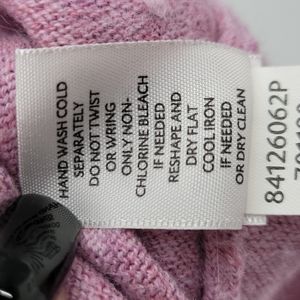 HAND WASH COLD
SEPARATELY
DO NOT TWIST
OR WRING
ONLY NON-
CHLORINE BLEACH
IF NEEDED
RESHAPE AND
DRY FLAT
COOL IRON
IF NEEDED
OR DRY CLEAN
84126062P